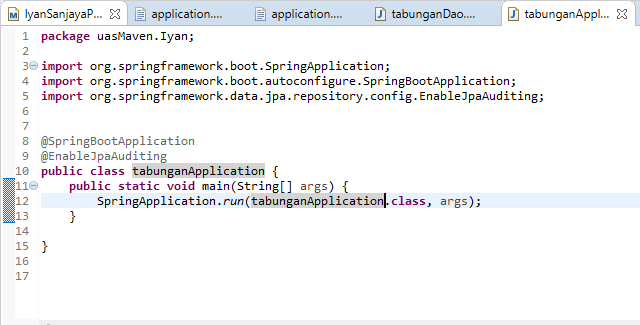 IyanSanjayaP... application.... application.... tabunganDao.... tabunganAppl...
1 package uasMaven.Iyan;
2
3 import org.springframework.boot.SpringApplication;
4 import org.springframework.boot.autoconfigure.SpringBootApplication;
5 import org.springframework.data.jpa.repository.config.EnableJpaAuditing;
6
7
8 @SpringBootApplication
9 @EnableJpaAuditing
10 public class tabunganApplication {
11 public static void main(String[] args) {
12 SpringApplication.run(tabunganApplication.class, args);
13 }
14
15 }
16
17